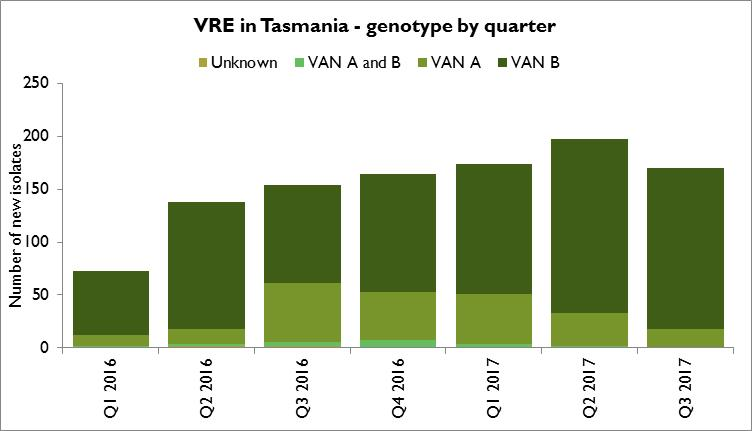 VRE in Tasmania - genotype by quarter
Unknown VAN A and B VAN A VAN B
Number of new isolates
250
200
150
100
50
0
Q1 2016
Q2 2016
Q3 2016
Q4 2016
Q1 2017
Q2 2017
Q3 2017